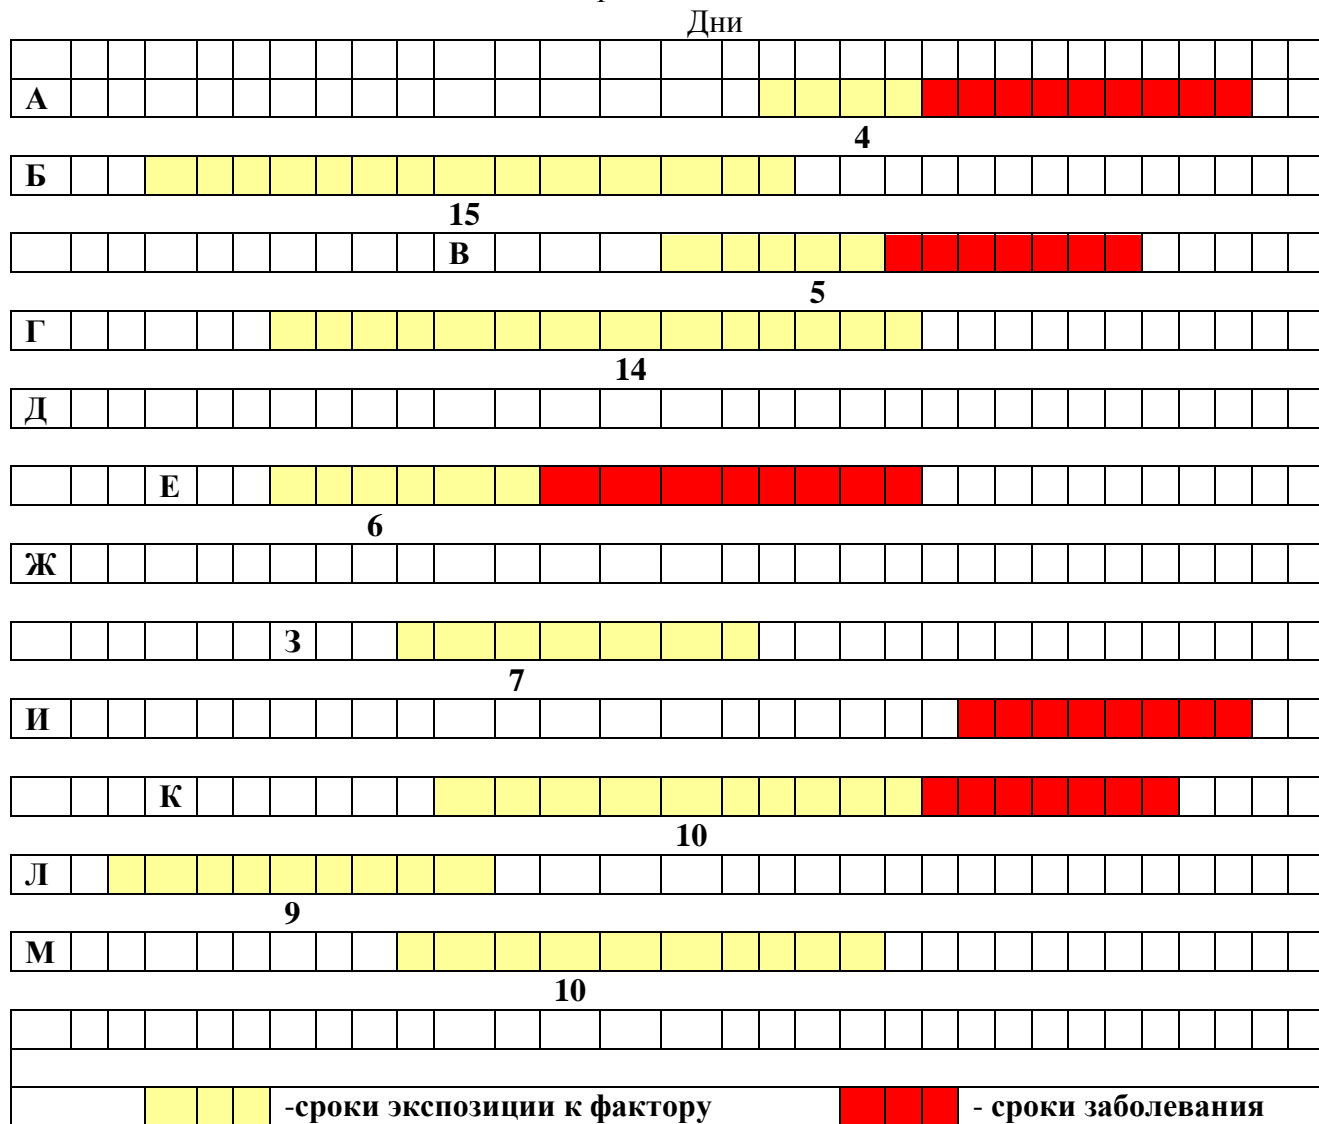 Дни
А
4
Б
15
В
5
Г
14
Д
Е
6
Ж
З
7
И
К
10
Л
9
М
10
-сроки экспозиции к фактору - сроки заболевания